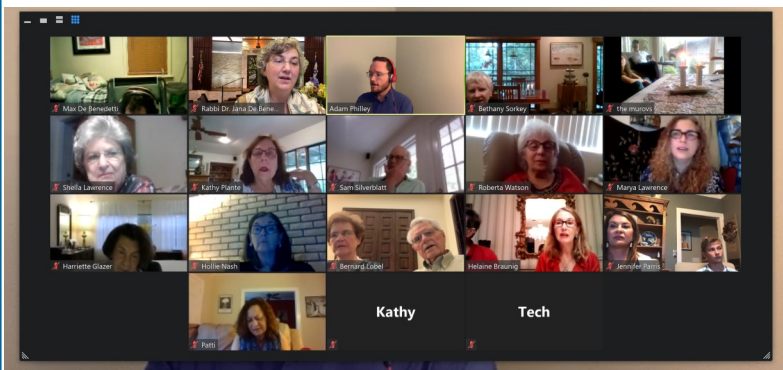 Max De Benedetti
Rabbi Dr. Jana De Bene...
Adam Philley
Bethany Sorkey
the murovs
Sheila Lawrence
Kathy Plante
Sam Silverblatt
Roberta Watson
Marya Lawrence
Harriette Glazer
Hollie Nash
Bernard Lobel
Helaine Braunig
Jennifer Parris
Patti
Kathy
Tech